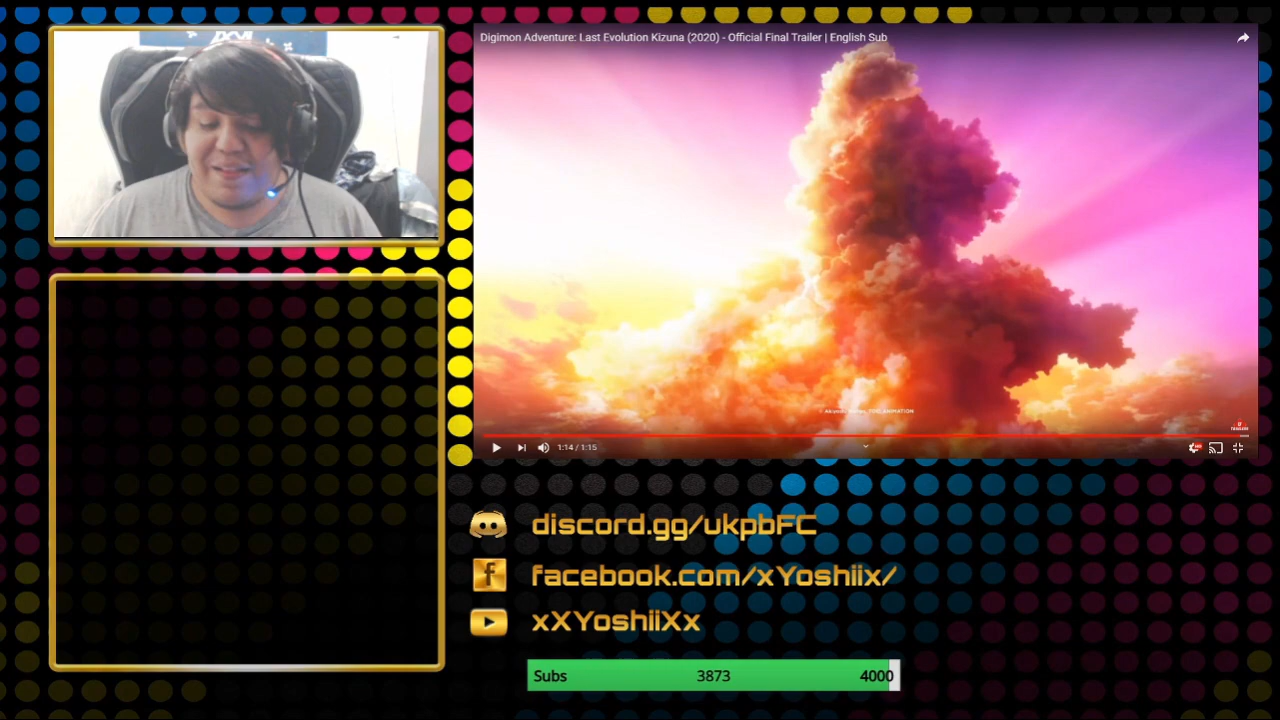 Digimon Adventure: Last Evolution Kizuna (2020) - Official Final Trailer | English Sub
1:14 / 1:15
discord.gg/ukpbFC
facebook.com/xYoshiix/
xXYoshiiXx
Subs 3873 4000